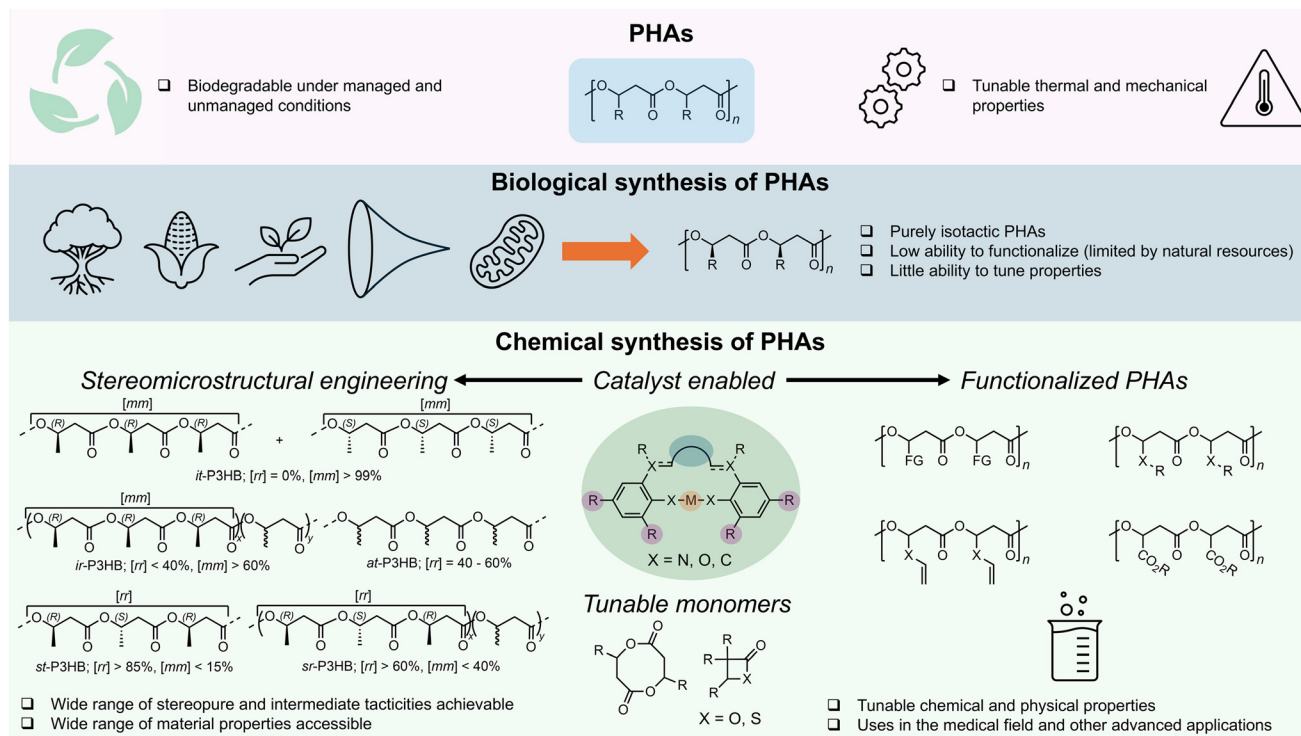 PHAs
❑ Biodegradable under managed and
unmanaged conditions
O O
R O R O n
❑ Tunable thermal and mechanical
properties
Biological synthesis of PHAs
O O
R O R O n
❑ Purely isotactic PHAs
❑ Low ability to functionalize (limited by natural resources)
❑ Little ability to tune properties
Chemical synthesis of PHAs
Stereomicrostructural engineering
Catalyst enabled
Functionalized PHAs
[mm]
O (R) O (R) O (R)
O O O
+
[mm]
O (S) O (S) O (S)
O O O
it-P3HB; [rr] = 0%, [mm] > 99%
[mm]
O (R) O (R) O (R) O
O O O x O y
ir-P3HB; [rr] < 40%, [mm] > 60%
O O O
O O O
at-P3HB; [rr] = 40 - 60%
[rr]
O (R) O (S) O (R)
O O O
st-P3HB; [rr] > 85%, [mm] < 15%
[rr]
O (R) O (S) O (R) O
O O O x O y
sr-P3HB; [rr] > 60%, [mm] < 40%
❑ Wide range of stereopure and intermediate tacticities achievable
❑ Wide range of material properties accessible
R R
X X
R X M X R
R R
X = N, O, C
Tunable monomers
O
R O
O R
O
R O
R
R X
X = O, S
O O
FG O FG O n
O O
X O X O n
R R
O O
X O X O n
O O
CO2R O CO2R O n
❑ Tunable chemical and physical properties
❑ Uses in the medical field and other advanced applications